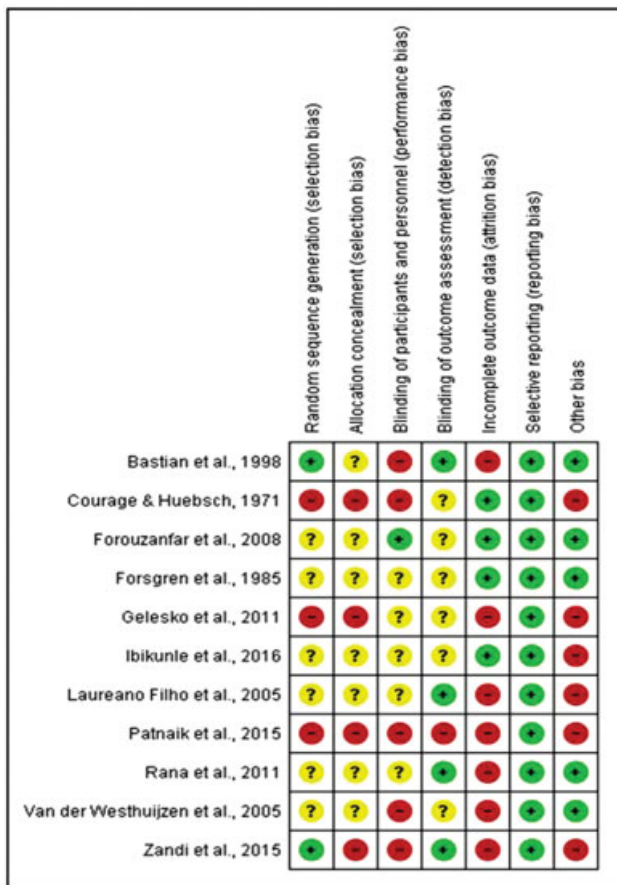 Random sequence generation (selection bias)
Allocation concealment (selection bias)
Blinding of participants and personnel (performance bias)
Blinding of outcome assessment (detection bias)
Incomplete outcome data (attrition bias)
Selective reporting (reporting bias)
Other bias
Bastian et al., 1998 + ? - + - + +
Courage & Huebsch, 1971 - - - ? + + -
Forouzanfar et al., 2008 ? ? + ? + + +
Forsgren et al., 1985 ? ? ? ? + + +
Gelesko et al., 2011 - - ? ? - + -
Ibikunle et al., 2016 ? ? ? ? + + -
Laureano Filho et al., 2005 ? ? ? + - + -
Patnaik et al., 2015 - - - - - + -
Rana et al., 2011 ? ? ? + - + +
Van der Westhuijzen et al., 2005 ? ? - ? - + +
Zandi et al., 2015 + - - + - + -